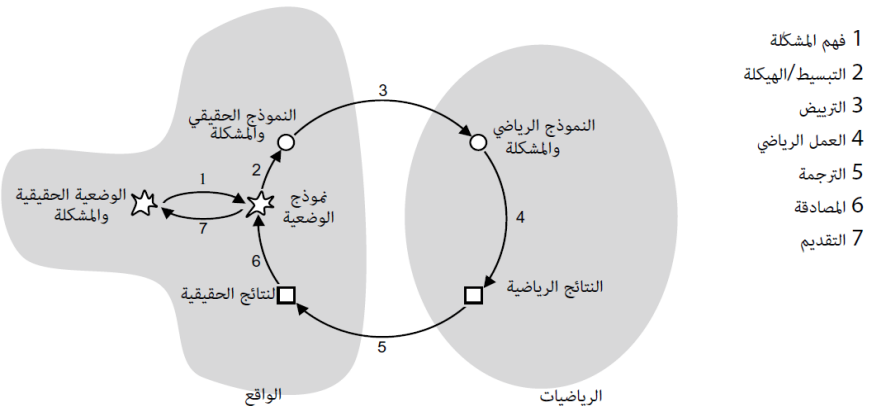 1 فهم المشكلة
2 التبسيط/الهيكلة
3 الترييض
4 العمل الرياضي
5 الترجمة
6 المصادقة
7 التقديم
3
النموذج الحقيقي
والمشكلة
النموذج الرياضي
والمشكلة
2
1
الوضعية الحقيقية
والمشكلة
نموذج
الوضعية
7
4
6
النتائج الحقيقية
النتائج الرياضية
5
الواقع
الرياضيات